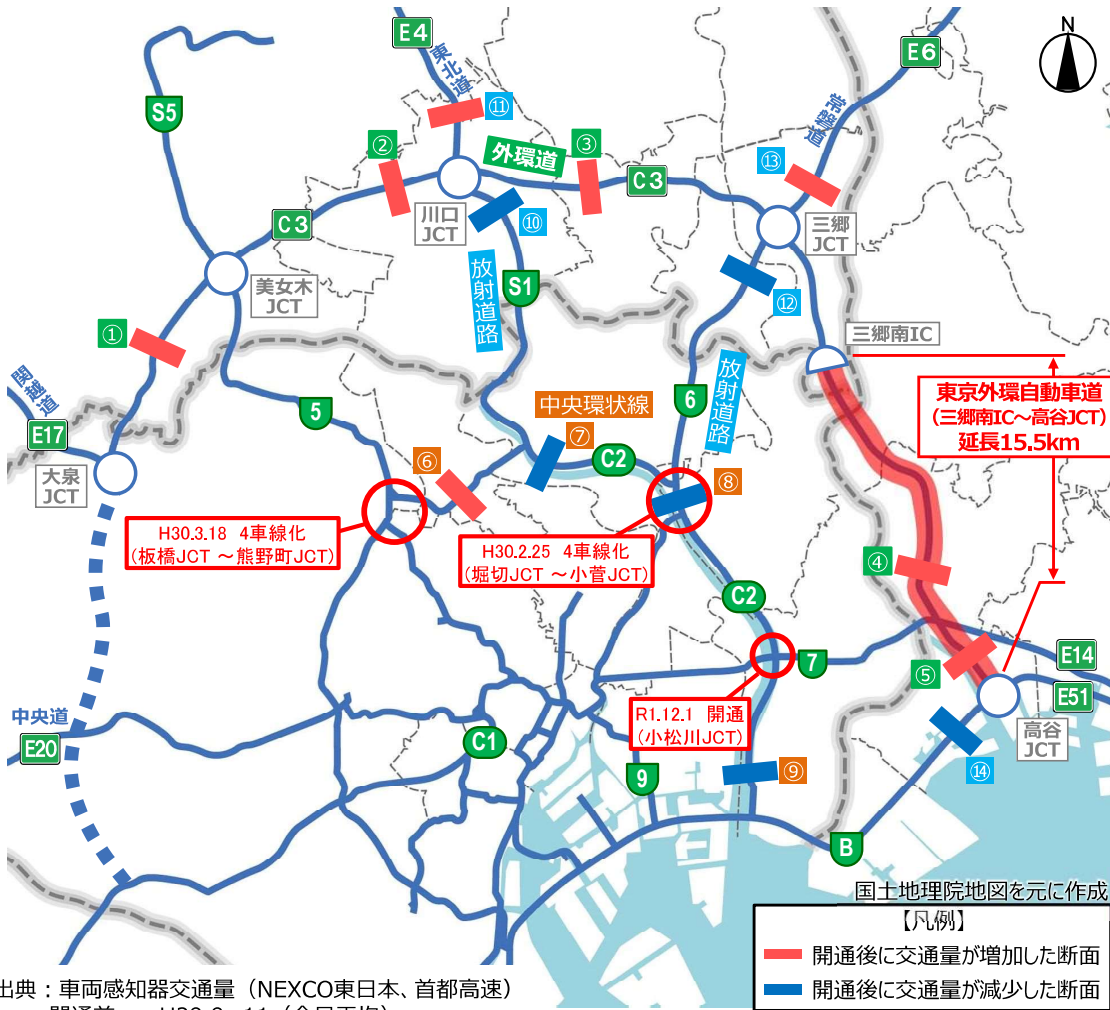 N
E4
東北道
E6
常磐道
S5
⑪
②
外環道
③
C3
⑬
川口
JCT
C3
⑩
三郷
JCT
美女木
JCT
放射道路
S1
⑫
①
三郷南IC
関越道
放射道路
東京外環自動車道
(三郷南IC~高谷JCT)
延長15.5km
5
6
中央環状線
E17
⑦
大泉
JCT
⑥
C2
⑧
H30.3.18 4車線化
(板橋JCT ~熊野町JCT)
H30.2.25 4車線化
(堀切JCT ~小菅JCT)
④
C2
7
E14
⑤
E51
中央道
E20
R1.12.1 開通
(小松川JCT)
C1
高谷
JCT
9
⑨
⑭
B
国土地理院地図を元に作成
【凡例】
開通後に交通量が増加した断面
開通後に交通量が減少した断面
出典:車両感知器交通量(NEXCO東日本、首都高速)